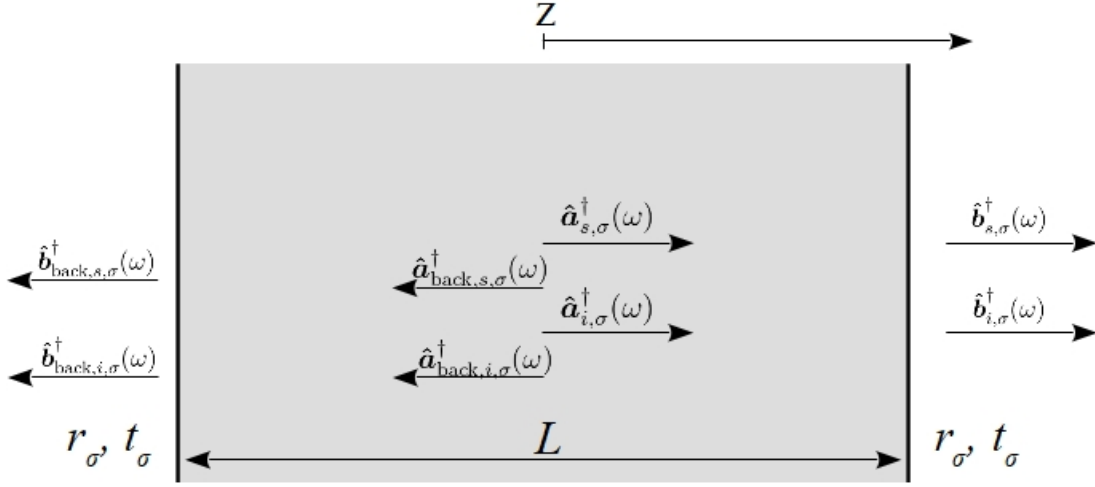 z
â†s,σ(ω)
b̂†s,σ(ω)
b̂†back,s,σ(ω)
â†back,s,σ(ω)
â†i,σ(ω)
b̂†i,σ(ω)
b̂†back,i,σ(ω)
â†back,i,σ(ω)
rσ, tσ
L
rσ, tσ